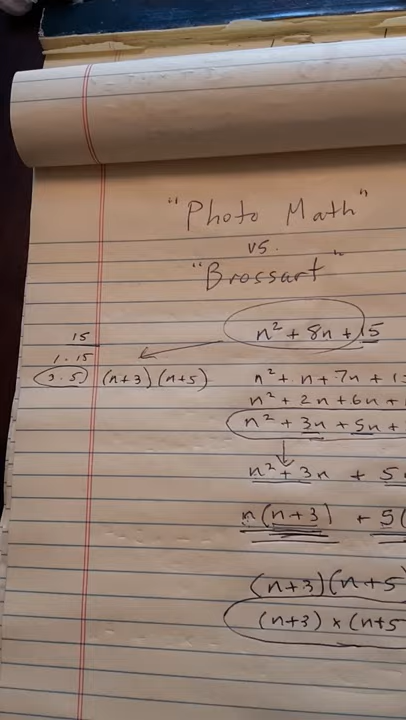 "Photo Math"
vs.
"Brossart"
n² + 8n + 15
15
1·15
3·5 (n+3)(n+5)
n² + n + 7n + 1
n² + 2n + 6n +
n² + 3n + 5n +
n² + 3n + 5
n(n+3) + 5(
(n+3)(n+5
(n+3) × (n+5